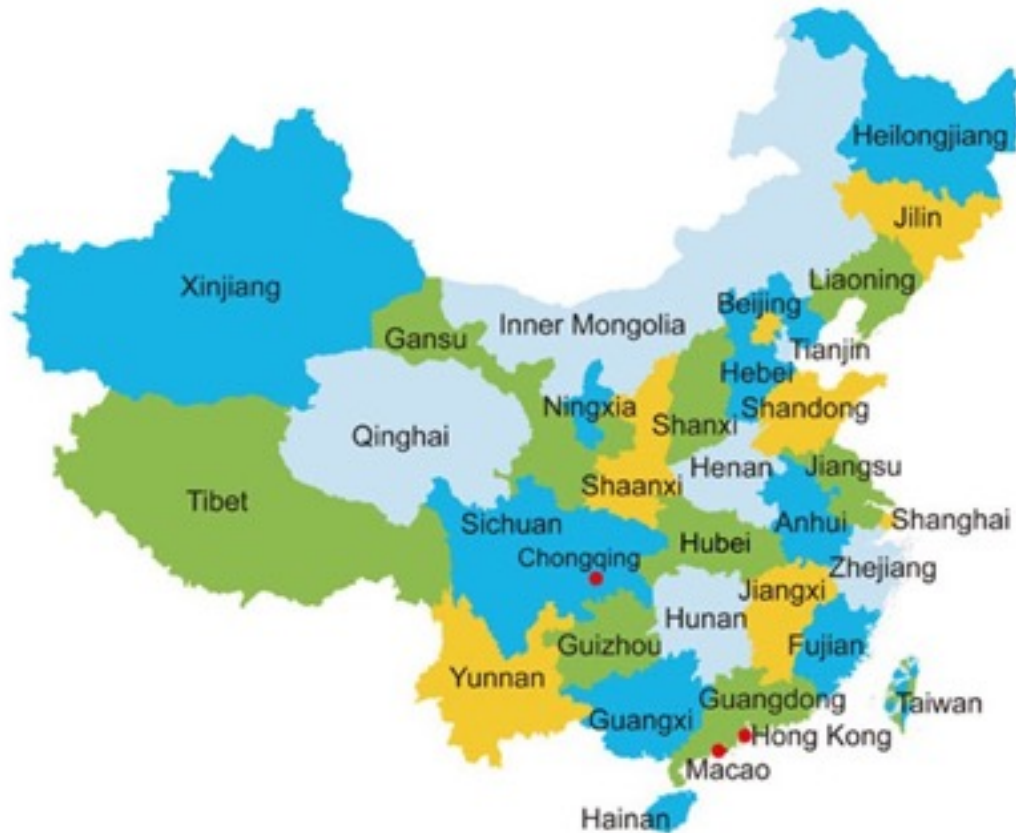 Heilongjiang
Jilin
Xinjiang
Liaoning
Beijing
Inner Mongolia
Gansu
Tianjin
Hebei
Ningxia
Shandong
Shanxi
Qinghai
Henan
Jiangsu
Shaanxi
Tibet
Sichuan
Anhui
Shanghai
Hubei
Chongqing
Zhejiang
Jiangxi
Hunan
Guizhou
Fujian
Yunnan
Guangdong
Taiwan
Guangxi
Hong Kong
Macao
Hainan